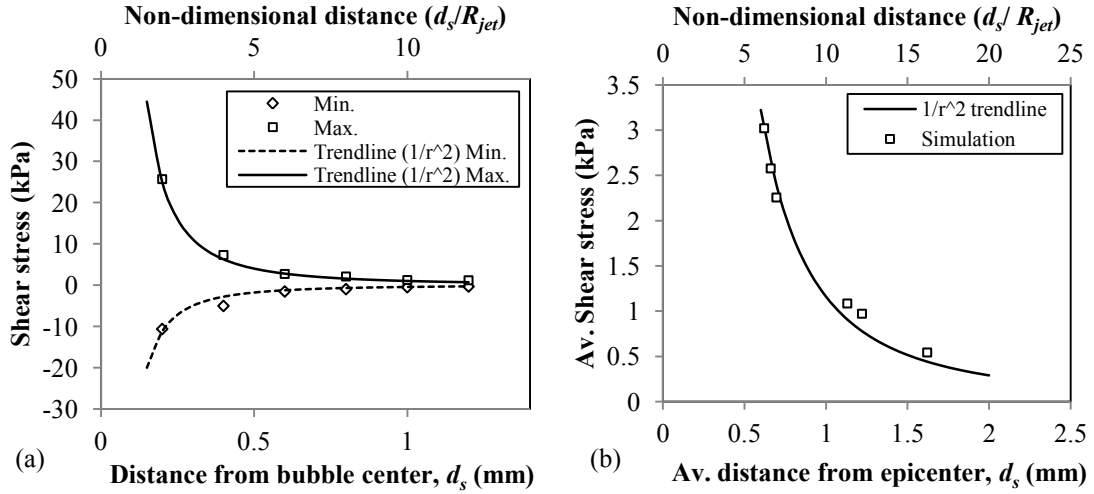 Non-dimensional distance (ds/Rjet)
0 5 10
50
40
30
20
10
0
-10
-20
-30
Shear stress (kPa)
Min.
Max.
Trendline (1/r^2) Min.
Trendline (1/r^2) Max.
0 0.5 1
(a)
Distance from bubble center, ds (mm)
Non-dimensional distance (ds/ Rjet)
0 5 10 15 20 25
3.5
3
2.5
2
1.5
1
0.5
0
Av. Shear stress (kPa)
1/r^2 trendline
Simulation
0 0.5 1 1.5 2 2.5
(b)
Av. distance from epicenter, ds (mm)